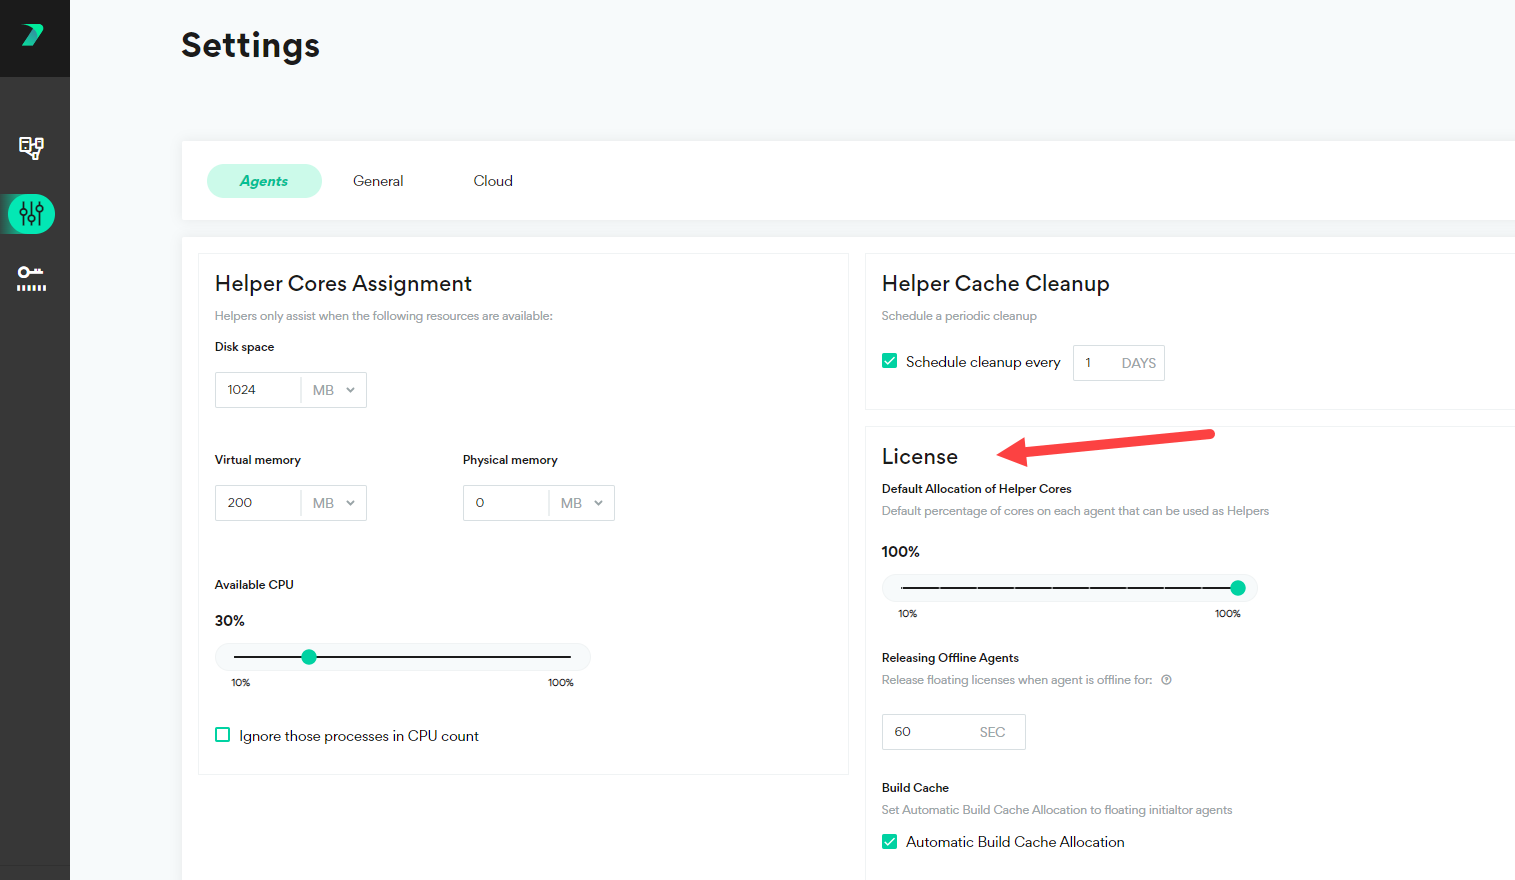 Settings
Agents
General
Cloud
Helper Cores Assignment
Helpers only assist when the following resources are available:
Disk space
1024 MB
Virtual memory
Physical memory
200 MB
0 MB
Available CPU
30%
10%
100%
Ignore those processes in CPU count
Helper Cache Cleanup
Schedule a periodic cleanup
Schedule cleanup every 1 DAYS
License
Default Allocation of Helper Cores
Default percentage of cores on each agent that can be used as Helpers
100%
10%
100%
Releasing Offline Agents
Release floating licenses when agent is offline for:
60 SEC
Build Cache
Set Automatic Build Cache Allocation to floating initialtor agents
Automatic Build Cache Allocation